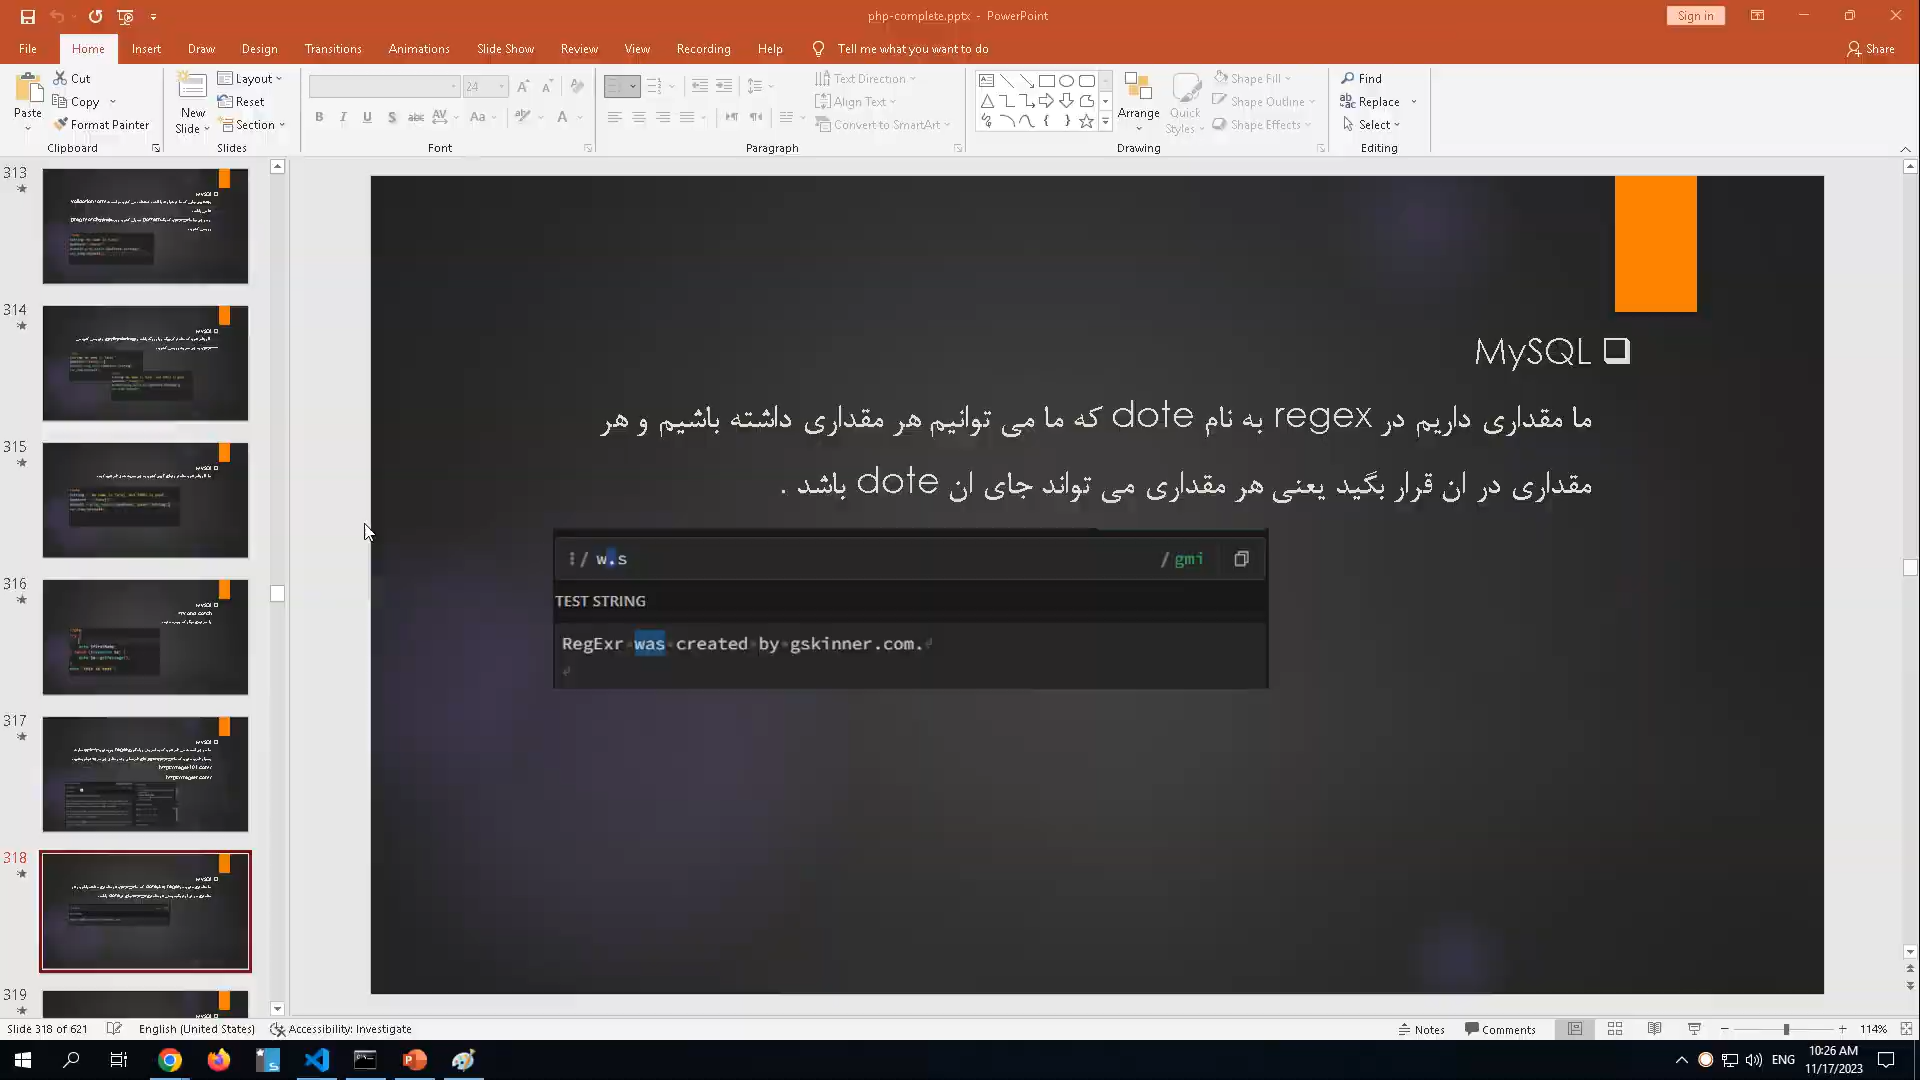 php-complete.pptx - PowerPoint
Sign in
File Home Insert Draw Design Transitions Animations Slide Show Review View Recording Help Tell me what you want to do Share
Paste
Cut
Copy
Format Painter
Clipboard
New Slide
Layout
Reset
Section
Slides
24
Font
Text Direction
Align Text
Convert to SmartArt
Paragraph
Arrange
Quick Styles
Shape Fill
Shape Outline
Shape Effects
Drawing
Find
Replace
Select
Editing
313
314
315
316
317
318
319
MySQL
ما مقداری داریم در regex به نام dote که ما می توانیم هر مقداری داشته باشیم و هر
مقداری در ان قرار بگید یعنی هر مقداری می تواند جای ان dote باشد .
/ w.s / gmi
TEST STRING
RegExr was created by gskinner.com.
Slide 318 of 621 English (United States) Accessibility: Investigate Notes Comments 114%
ENG
10:26 AM
11/17/2023